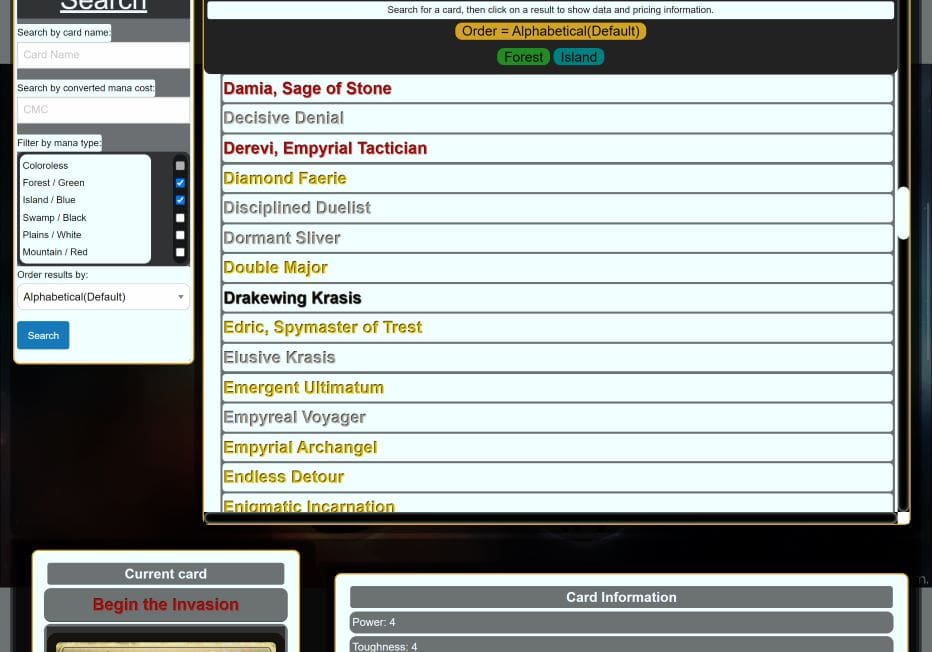 Search
Search by card name:
Card Name
Search by converted mana cost:
CMC
Filter by mana type:
Coloroless
Forest / Green
Island / Blue
Swamp / Black
Plains / White
Mountain / Red
Order results by:
Alphabetical(Default)
Search
Search for a card, then click on a result to show data and pricing information.
Order = Alphabetical(Default)
Forest Island
Damia, Sage of Stone
Decisive Denial
Derevi, Empyrial Tactician
Diamond Faerie
Disciplined Duelist
Dormant Sliver
Double Major
Drakewing Krasis
Edric, Spymaster of Trest
Elusive Krasis
Emergent Ultimatum
Empyreal Voyager
Empyrial Archangel
Endless Detour
Enigmatic Incarnation
Current card
Begin the Invasion
Card Information
Power: 4
Toughness: 4